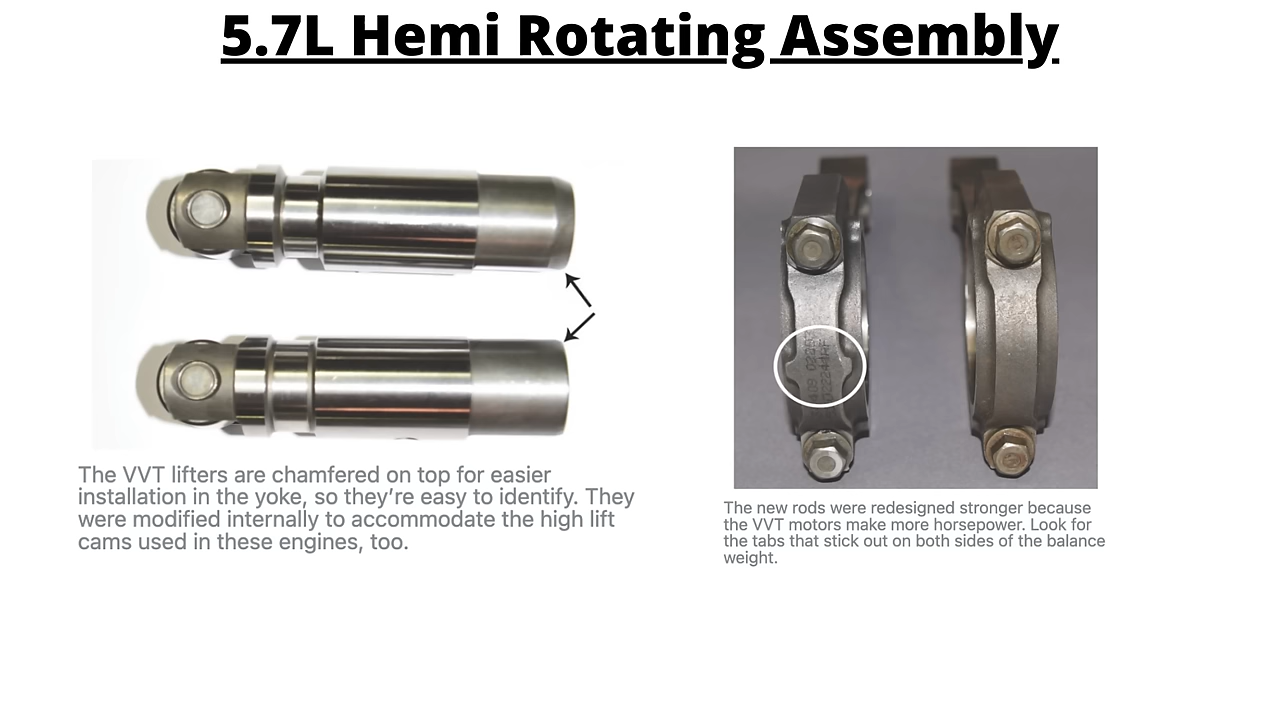 5.7L Hemi Rotating Assembly
The VVT lifters are chamfered on top for easier
installation in the yoke, so they’re easy to identify. They
were modified internally to accommodate the high lift
cams used in these engines, too.
The new rods were redesigned stronger because
the VVT motors make more horsepower. Look for
the tabs that stick out on both sides of the balance
weight.